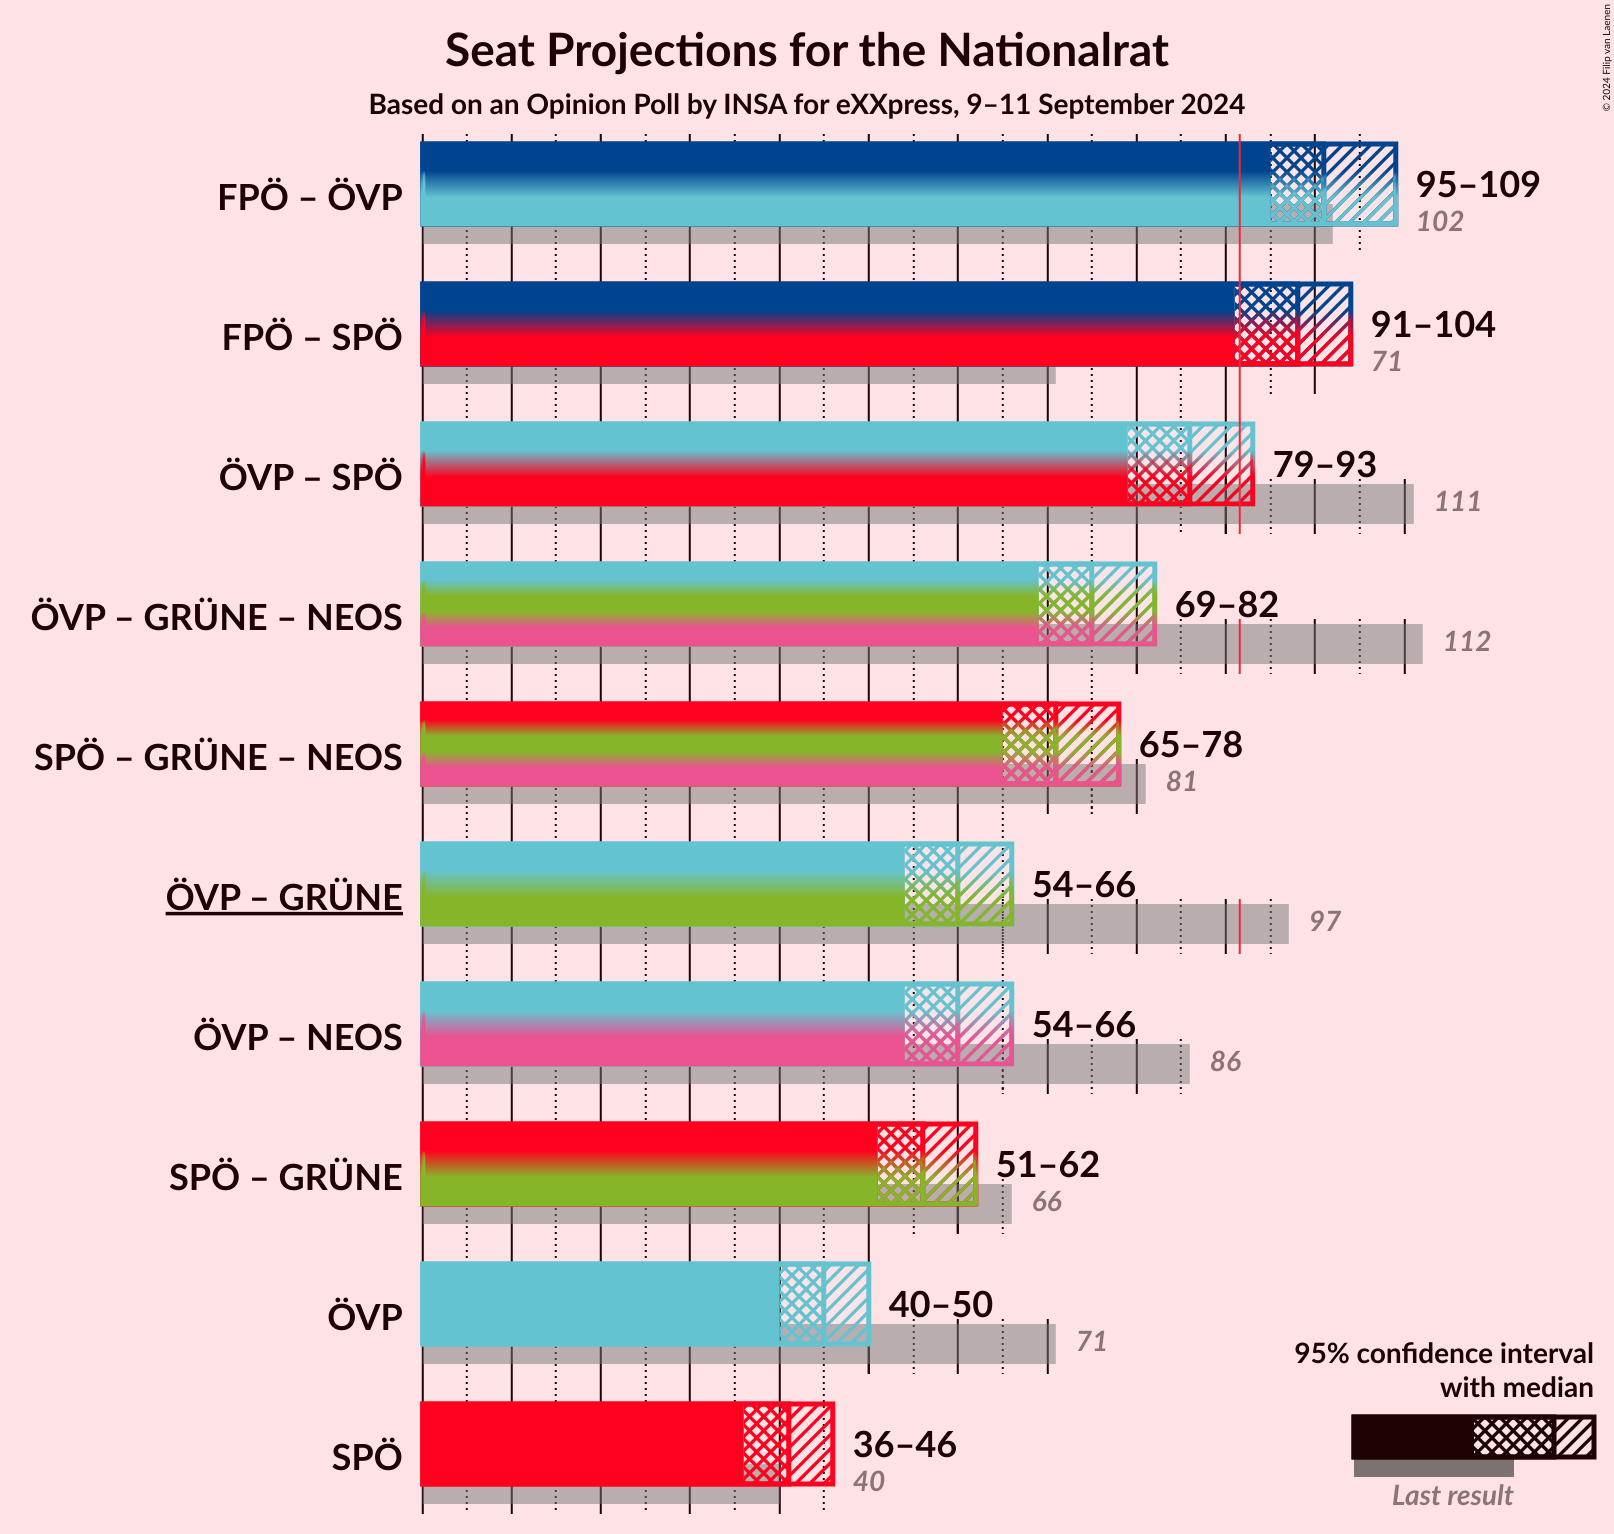 Seat Projections for the Nationalrat
Based on an Opinion Poll by INSA for eXXpress, 9–11 September 2024
© 2024 Filip van Laenen
FPÖ – ÖVP
95–109
102
FPÖ – SPÖ
91–104
71
ÖVP – SPÖ
79–93
111
ÖVP – GRÜNE – NEOS
69–82
112
SPÖ – GRÜNE – NEOS
65–78
81
ÖVP – GRÜNE
54–66
97
ÖVP – NEOS
54–66
86
SPÖ – GRÜNE
51–62
66
ÖVP
40–50
71
SPÖ
36–46
40
95% confidence interval
with median
Last result